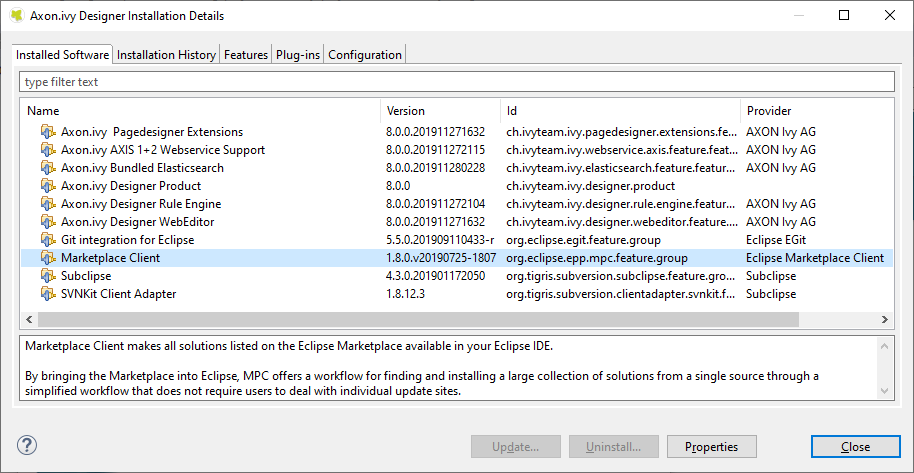 Axon.ivy Designer Installation Details
Installed Software Installation History Features Plug-ins Configuration
type filter text
Name Version Id Provider
Axon.ivy  Pagedesigner Extensions 8.0.0.201911271632 ch.ivyteam.ivy.pagedesigner.extensions.fe... AXON Ivy AG
Axon.ivy AXIS 1+2 Webservice Support 8.0.0.201911272115 ch.ivyteam.ivy.webservice.axis.feature.feat... AXON Ivy AG
Axon.ivy Bundled Elasticsearch 8.0.0.201911280228 ch.ivyteam.ivy.elasticsearch.feature.feature... AXON Ivy AG
Axon.ivy Designer Product 8.0.0 ch.ivyteam.ivy.designer.product
Axon.ivy Designer Rule Engine 8.0.0.201911272104 ch.ivyteam.ivy.designer.rule.engine.feature... AXON Ivy AG
Axon.ivy Designer WebEditor 8.0.0.201911271632 ch.ivyteam.ivy.designer.webeditor.feature... AXON Ivy AG
Git integration for Eclipse 5.5.0.201909110433-r org.eclipse.egit.feature.group Eclipse EGit
Marketplace Client 1.8.0.v20190725-1807 org.eclipse.epp.mpc.feature.group Eclipse Marketplace Client
Subclipse 4.3.0.201901172050 org.tigris.subversion.subclipse.feature.gro... Subclipse
SVNKit Client Adapter 1.8.12.3 org.tigris.subversion.clientadapter.svnkit.f... Subclipse
Marketplace Client makes all solutions listed on the Eclipse Marketplace available in your Eclipse IDE.
By bringing the Marketplace into Eclipse, MPC offers a workflow for finding and installing a large collection of solutions from a single source through a
simplified workflow that does not require users to deal with individual update sites.
? Update... Uninstall... Properties Close